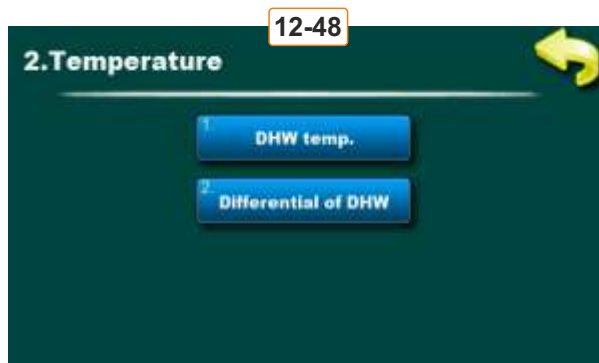 12-48
2.Temperature
1. DHW temp.
2. Differential of DHW